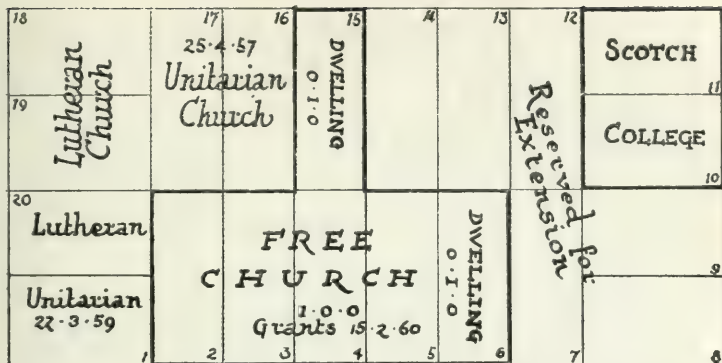 18
17
16
15
14
13
12
25·4·57
Unitarian
Church
DWELLING
0·1·0
SCOTCH
11
19
Lutheran
Church
Reserved for
Extension
COLLEGE
10
20
Lutheran
FREE
CHURCH
1·0·0
Grants 15·2·60
DWELLING
0·1·0
9
Unitarian
22·3·59
1
2
3
4
5
6
7
8